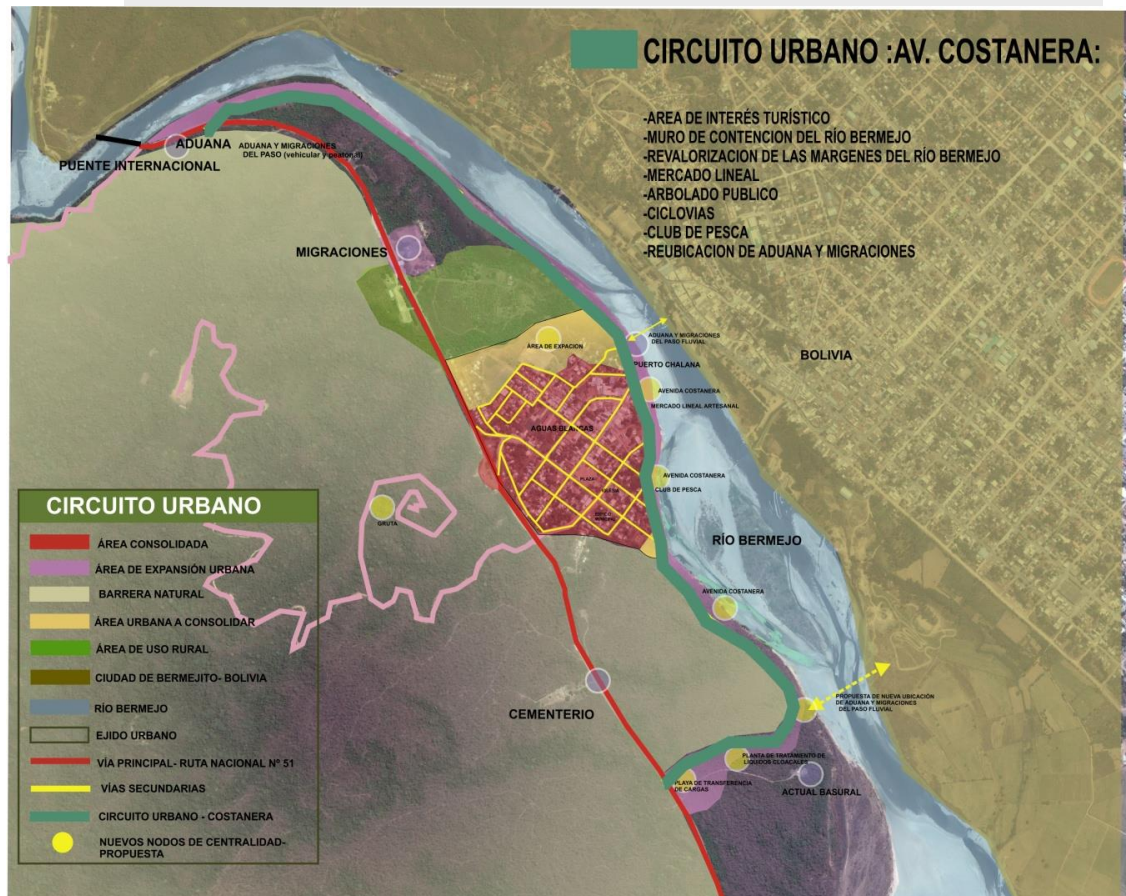 CIRCUITO URBANO :AV. COSTANERA:
-AREA DE INTERÉS TURÍSTICO
-MURO DE CONTENCION DEL RÍO BERMEJO
-REVALORIZACION DE LAS MARGENES DEL RÍO BERMEJO
-MERCADO LINEAL
-ARBOLADO PUBLICO
-CICLOVIAS
-CLUB DE PESCA
-REUBICACION DE ADUANA Y MIGRACIONES
ADUANA
PUENTE INTERNACIONAL
ADUANA Y MIGRACIONES
DEL PASO (vehicular y peatonal)
MIGRACIONES
ÁREA DE EXPACION
ADUANA Y MIGRACIONES
DEL PASO FLUVIAL
PUERTO CHALANA
BOLIVIA
AVENIDA COSTANERA
MERCADO LINEAL ARTESANAL
AGUAS BLANCAS
PLAZA
AVENIDA COSTANERA
CLUB DE PESCA
GRUTA
RÍO BERMEJO
AVENIDA COSTANERA
CEMENTERIO
PROPUESTA DE NUEVA UBICACIÓN
DE ADUANA Y MIGRACIONES
DEL PASO FLUVIAL
PLANTA DE TRATAMIENTO DE
LIQUIDOS CLOACALES
PLAYA DE TRANSFERENCIA
DE CARGAS
ACTUAL BASURAL
CIRCUITO URBANO
ÁREA CONSOLIDADA
ÁREA DE EXPANSIÓN URBANA
BARRERA NATURAL
ÁREA URBANA A CONSOLIDAR
ÁREA DE USO RURAL
CIUDAD DE BERMEJITO- BOLIVIA
RÍO BERMEJO
EJIDO URBANO
VÍA PRINCIPAL- RUTA NACIONAL Nº 51
VÍAS SECUNDARIAS
CIRCUITO URBANO - COSTANERA
NUEVOS NODOS DE CENTRALIDAD-
PROPUESTA